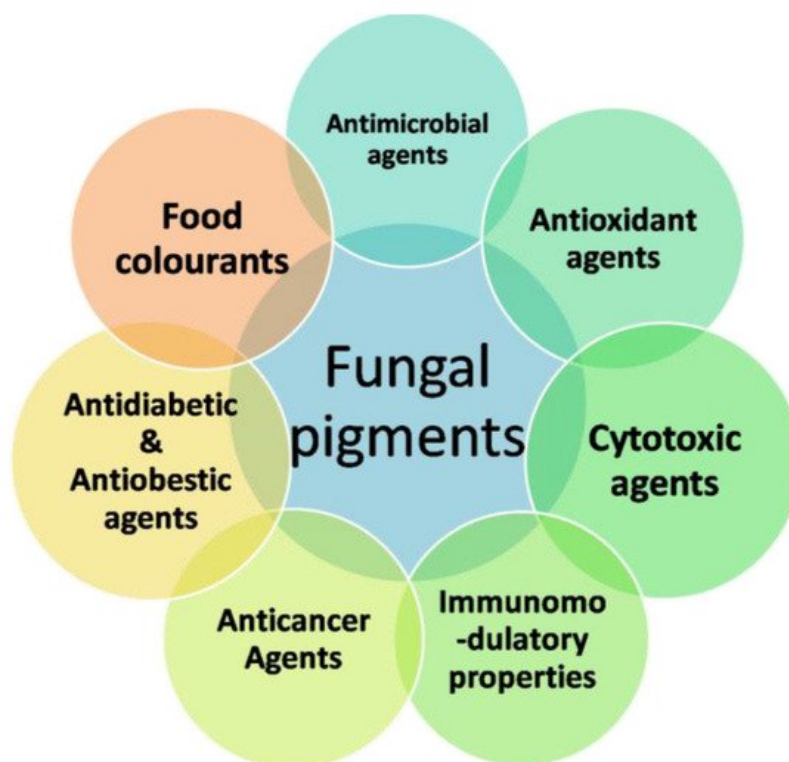 Antimicrobial
agents
Antioxidant
agents
Cytotoxic
agents
Immunomo
-dulatory
properties
Anticancer
Agents
Antidiabetic
&
Antiobestic
agents
Food
colourants
Fungal
pigments